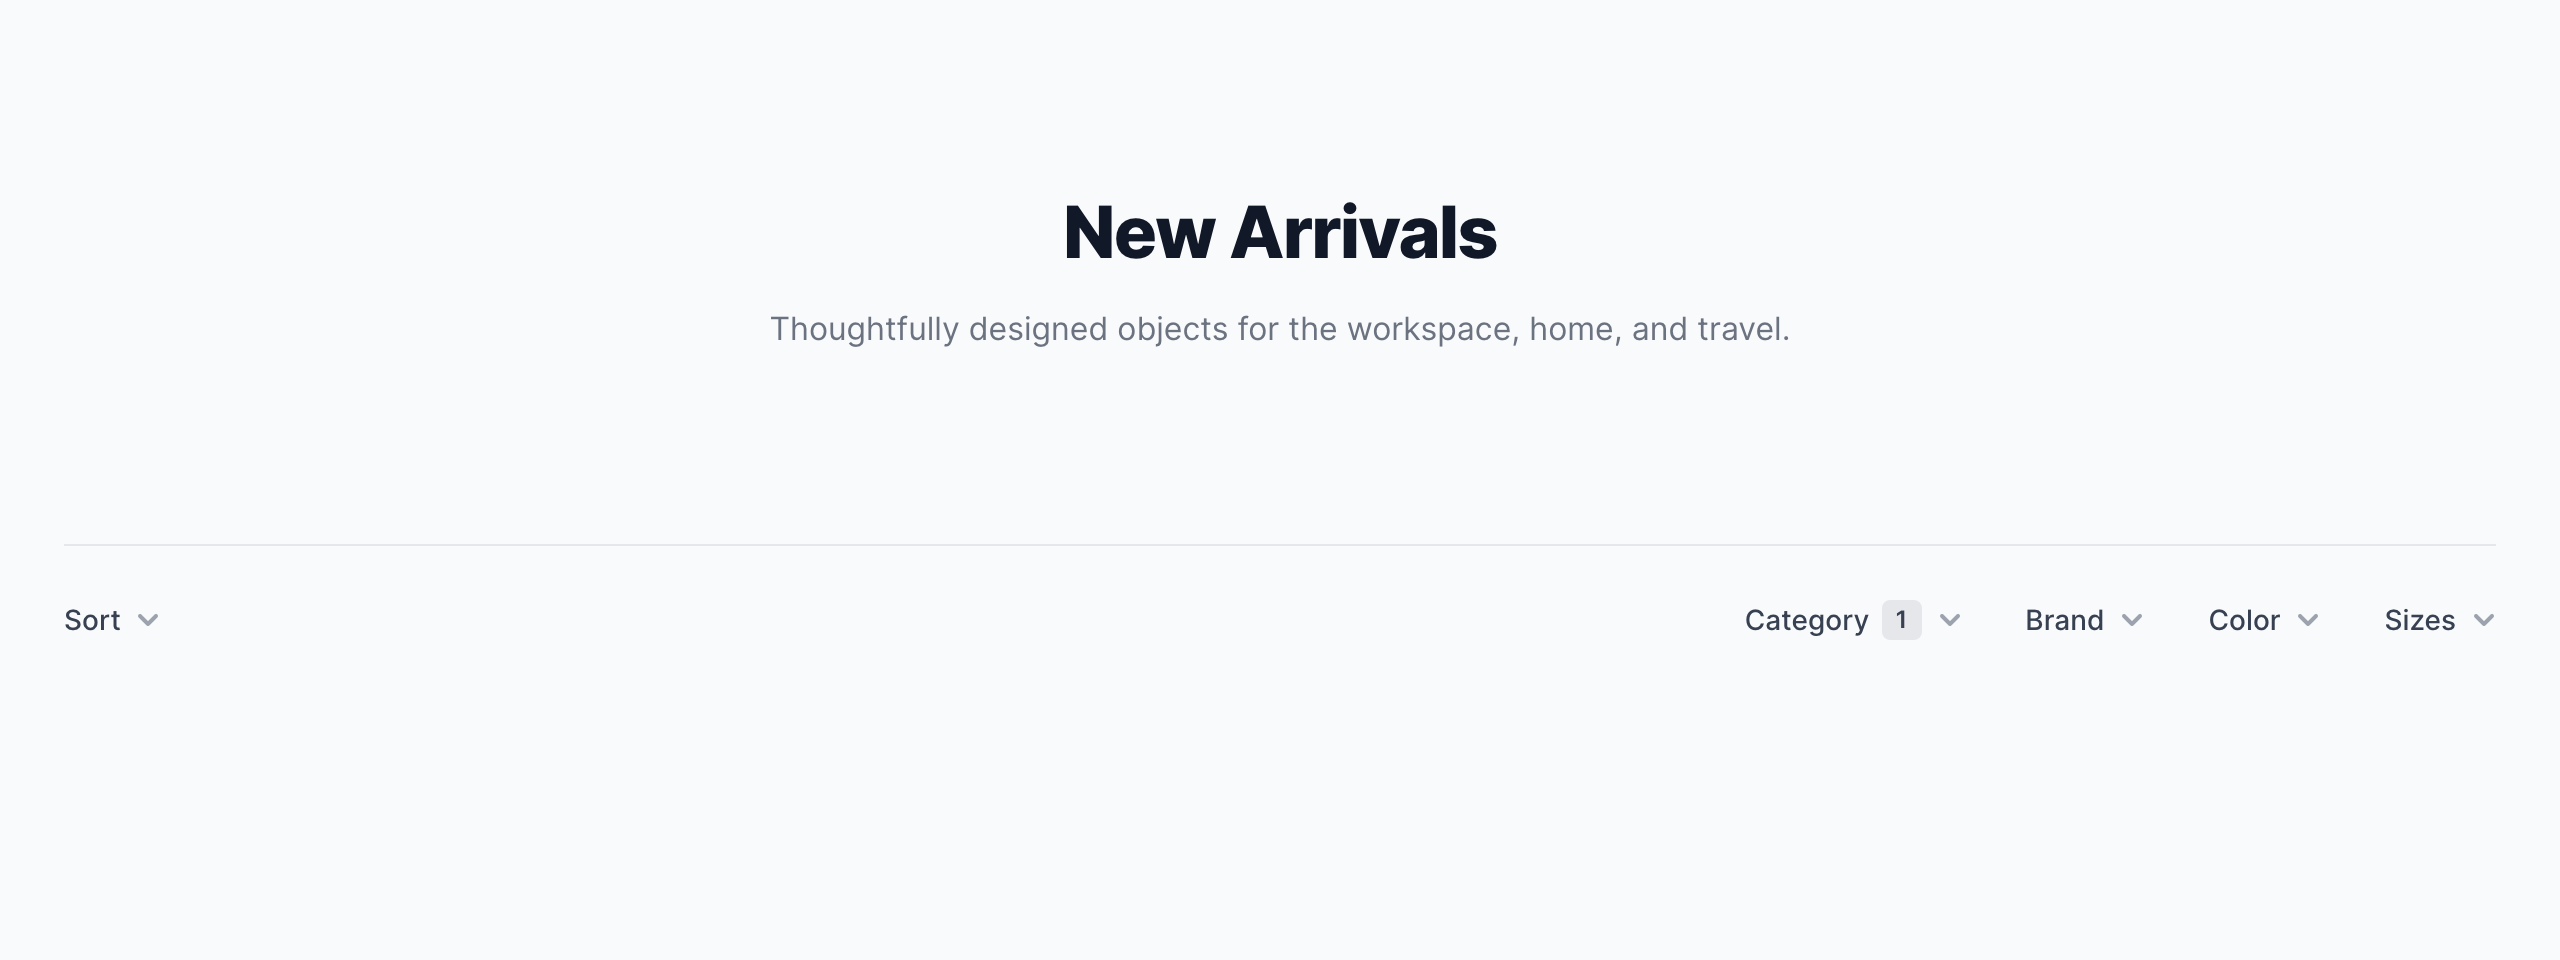 New Arrivals
Thoughtfully designed objects for the workspace, home, and travel.
Sort Category 1 Brand Color Sizes